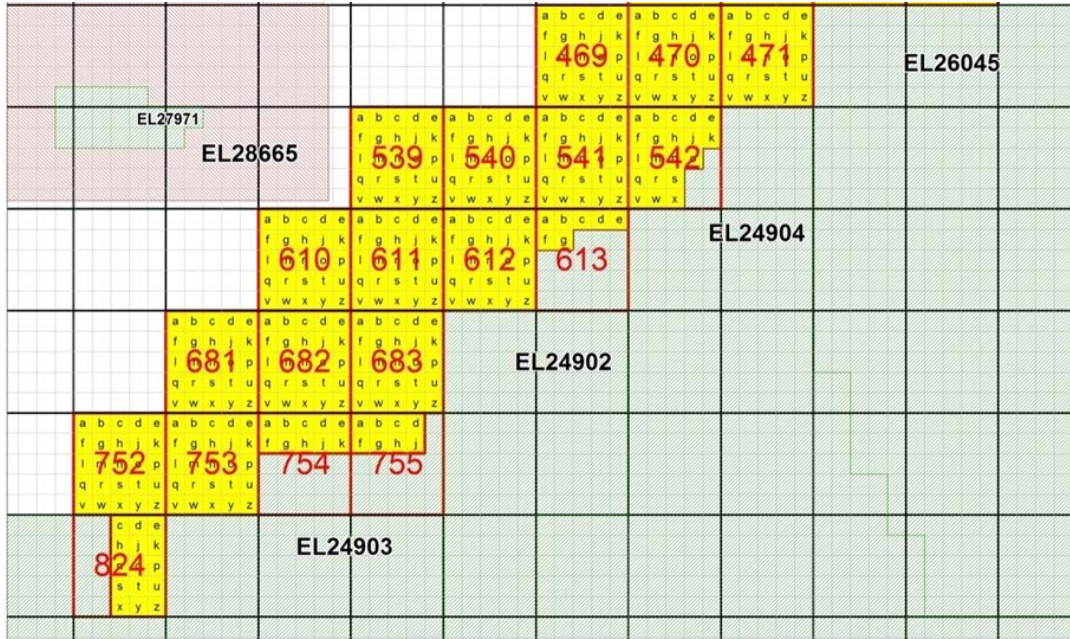 a b c d e a b c d e a b c d e
f g h j k f g h j k f g h j k
l 469 p l 470 p l 471 p EL26045
q r s t u q r s t u q r s t u
v w x y z v w x y z v w x y z
EL27971
a b c d e a b c d e a b c d e a b c d e
f g h j k f g h j k f g h j k f g h j k
EL28665 l 539 p l 540 p l 541 p l 542
q r s t u q r s t u q r s t u q r s
v w x y z v w x y z v w x y z v w x
a b c d e a b c d e a b c d e a b c d e
EL24904
f g h j k f g h j k f g h j k f g
l 610 p l 611 p l 612 p 613
q r s t u q r s t u q r s t u
v w x y z v w x y z v w x y z
a b c d e a b c d e a b c d e
f g h j k f g h j k f g h j k
l 681 p l 682 p l 683 p EL24902
q r s t u q r s t u q r s t u
v w x y z v w x y z v w x y z
a b c d e a b c d e a b c d e a b c d
f g h j k f g h j k f g h j k f g h j
l 752 p l 753 p 754 755
q r s t u q r s t u
v w x y z v w x y z
c d e
h j k EL24903
824 p
s t u
x y z